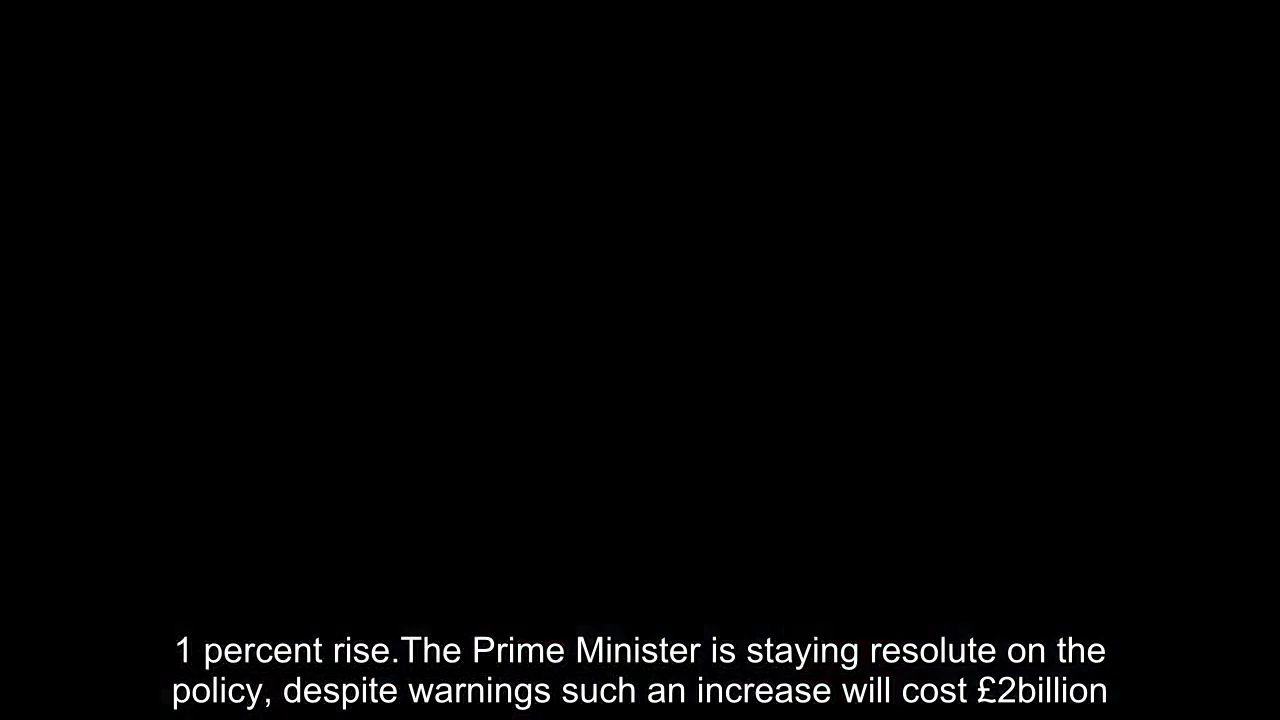 1 percent rise.The Prime Minister is staying resolute on the
policy, despite warnings such an increase will cost £2billion